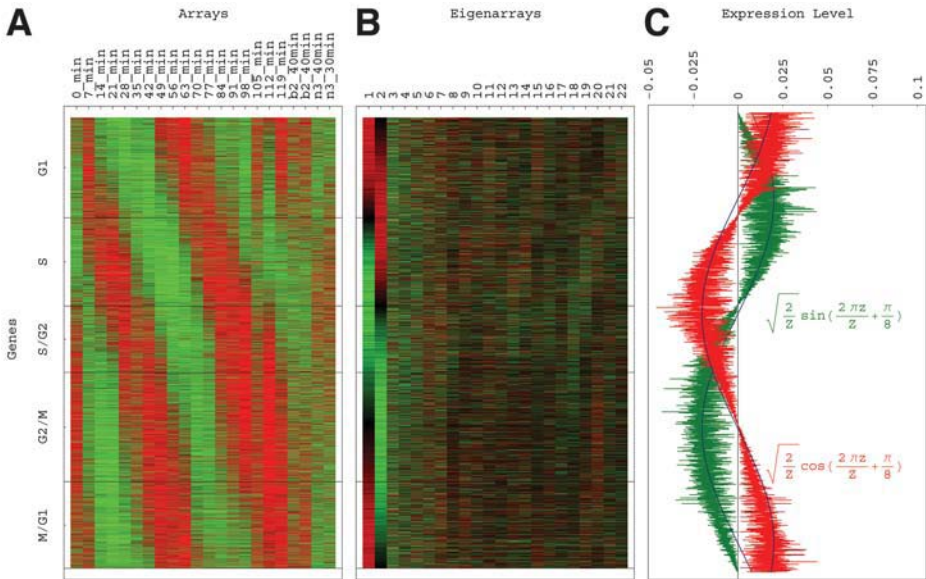 A
Arrays
0_min
7_min
14_min
21_min
28_min
35_min
42_min
49_min
56_min
63_min
70_min
77_min
84_min
91_min
98_min
105_min
112_min
119_min
b2_40min
b2_40min
n3_40min
n3_30min
Genes
G1
S
S/G2
G2/M
M/G1
B
Eigenarrays
1
2
3
4
5
6
7
8
9
10
11
12
13
14
15
16
17
18
19
20
21
22
C
Expression Level
-0.05
-0.025
0
0.025
0.05
0.075
0.1
√2/Z sin(2πz/Z + π/8)
√2/Z cos(2πz/Z + π/8)